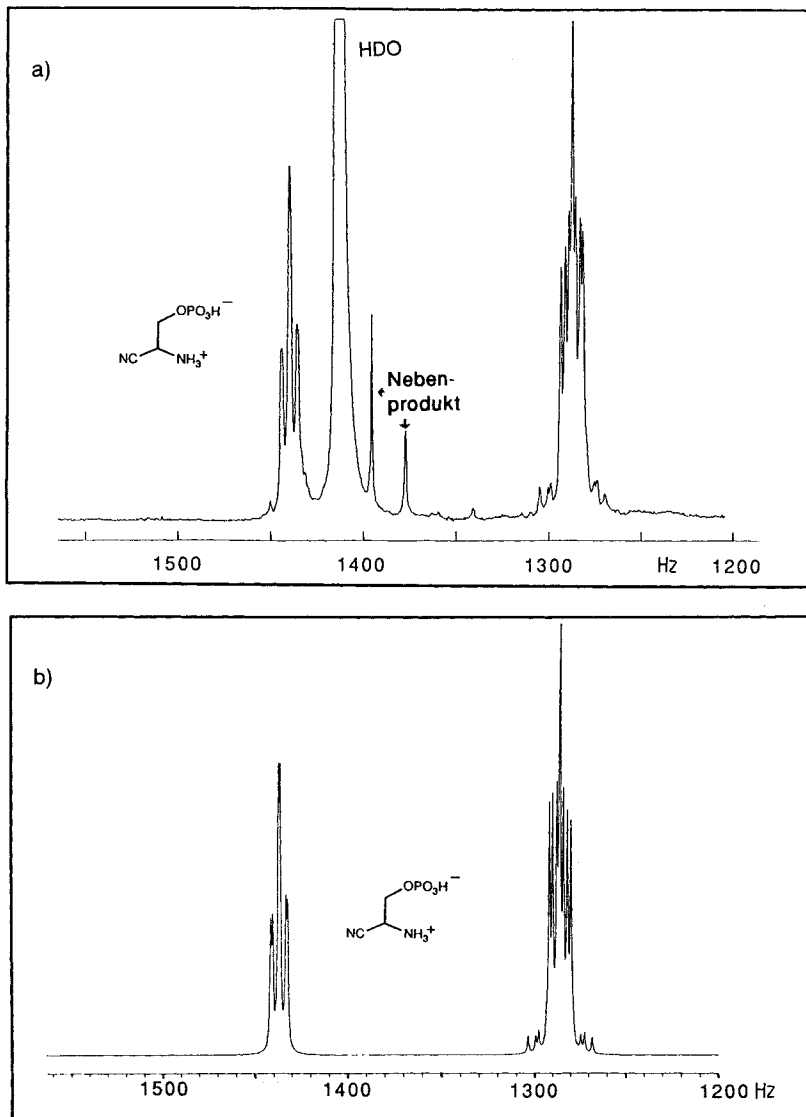 a)
HDO
OPO₃H⁻
NC
NH₃⁺
Neben-
produkt
1500 1400 1300 Hz 1200
b)
OPO₃H⁻
NC
NH₃⁺
1500 1400 1300 1200 Hz